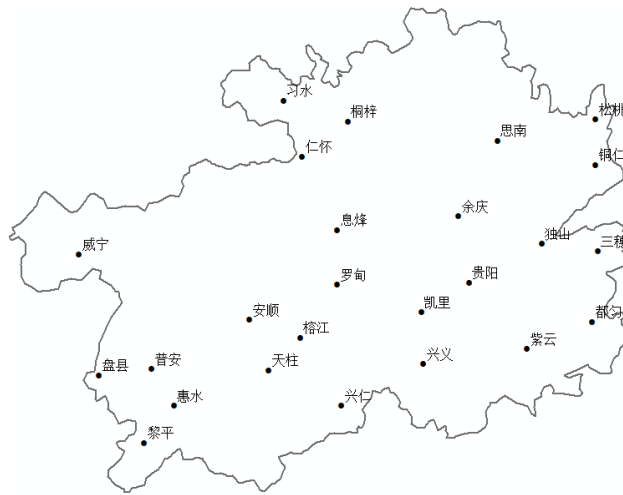 习水
桐梓
松桃
思南
仁怀
铜仁
余庆
息烽
独山
威宁
三穗
罗甸
贵阳
凯里
安顺
都匀
榕江
紫云
普安
盘县
天柱
兴义
惠水
兴仁
黎平